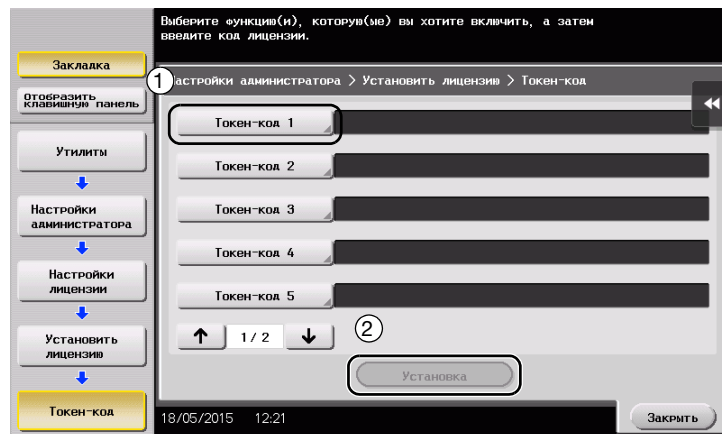 Выберите функцию(и), которую(ые) вы хотите включить, а затем
введите код лицензии.
Закладка
Отобразить
клавишную панель
Утилиты
Настройки
администратора
Настройки
лицензии
Установить
лицензию
Токен-код
1
Настройки администратора > Установить лицензию > Токен-код
Токен-код 1
Токен-код 2
Токен-код 3
Токен-код 4
Токен-код 5
1/ 2
2
Установка
18/05/2015 12:21
Закрыть